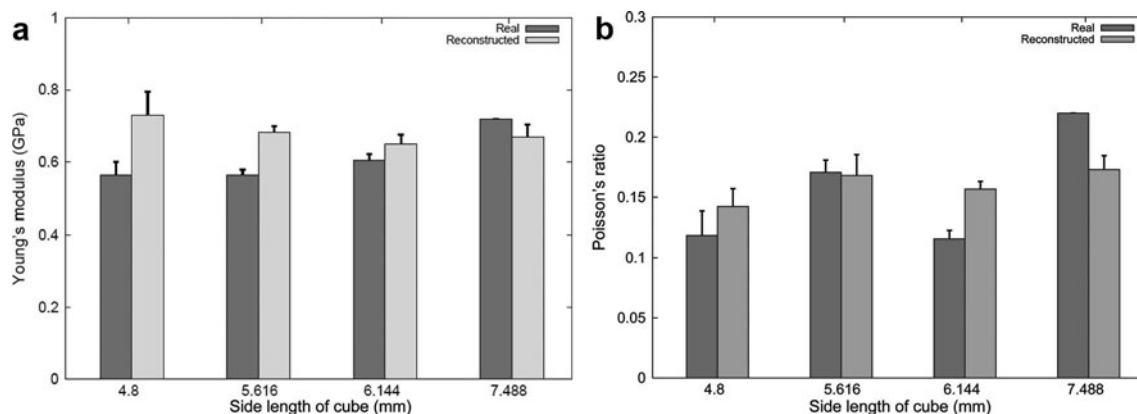 a
Real
Reconstructed
1
0.8
0.6
0.4
0.2
0
Young's modulus (GPa)
4.8 5.616 6.144 7.488
Side length of cube (mm)
b
Real
Reconstructed
0.3
0.25
0.2
0.15
0.1
0.05
0
Poisson's ratio
4.8 5.616 6.144 7.488
Side length of cube (mm)